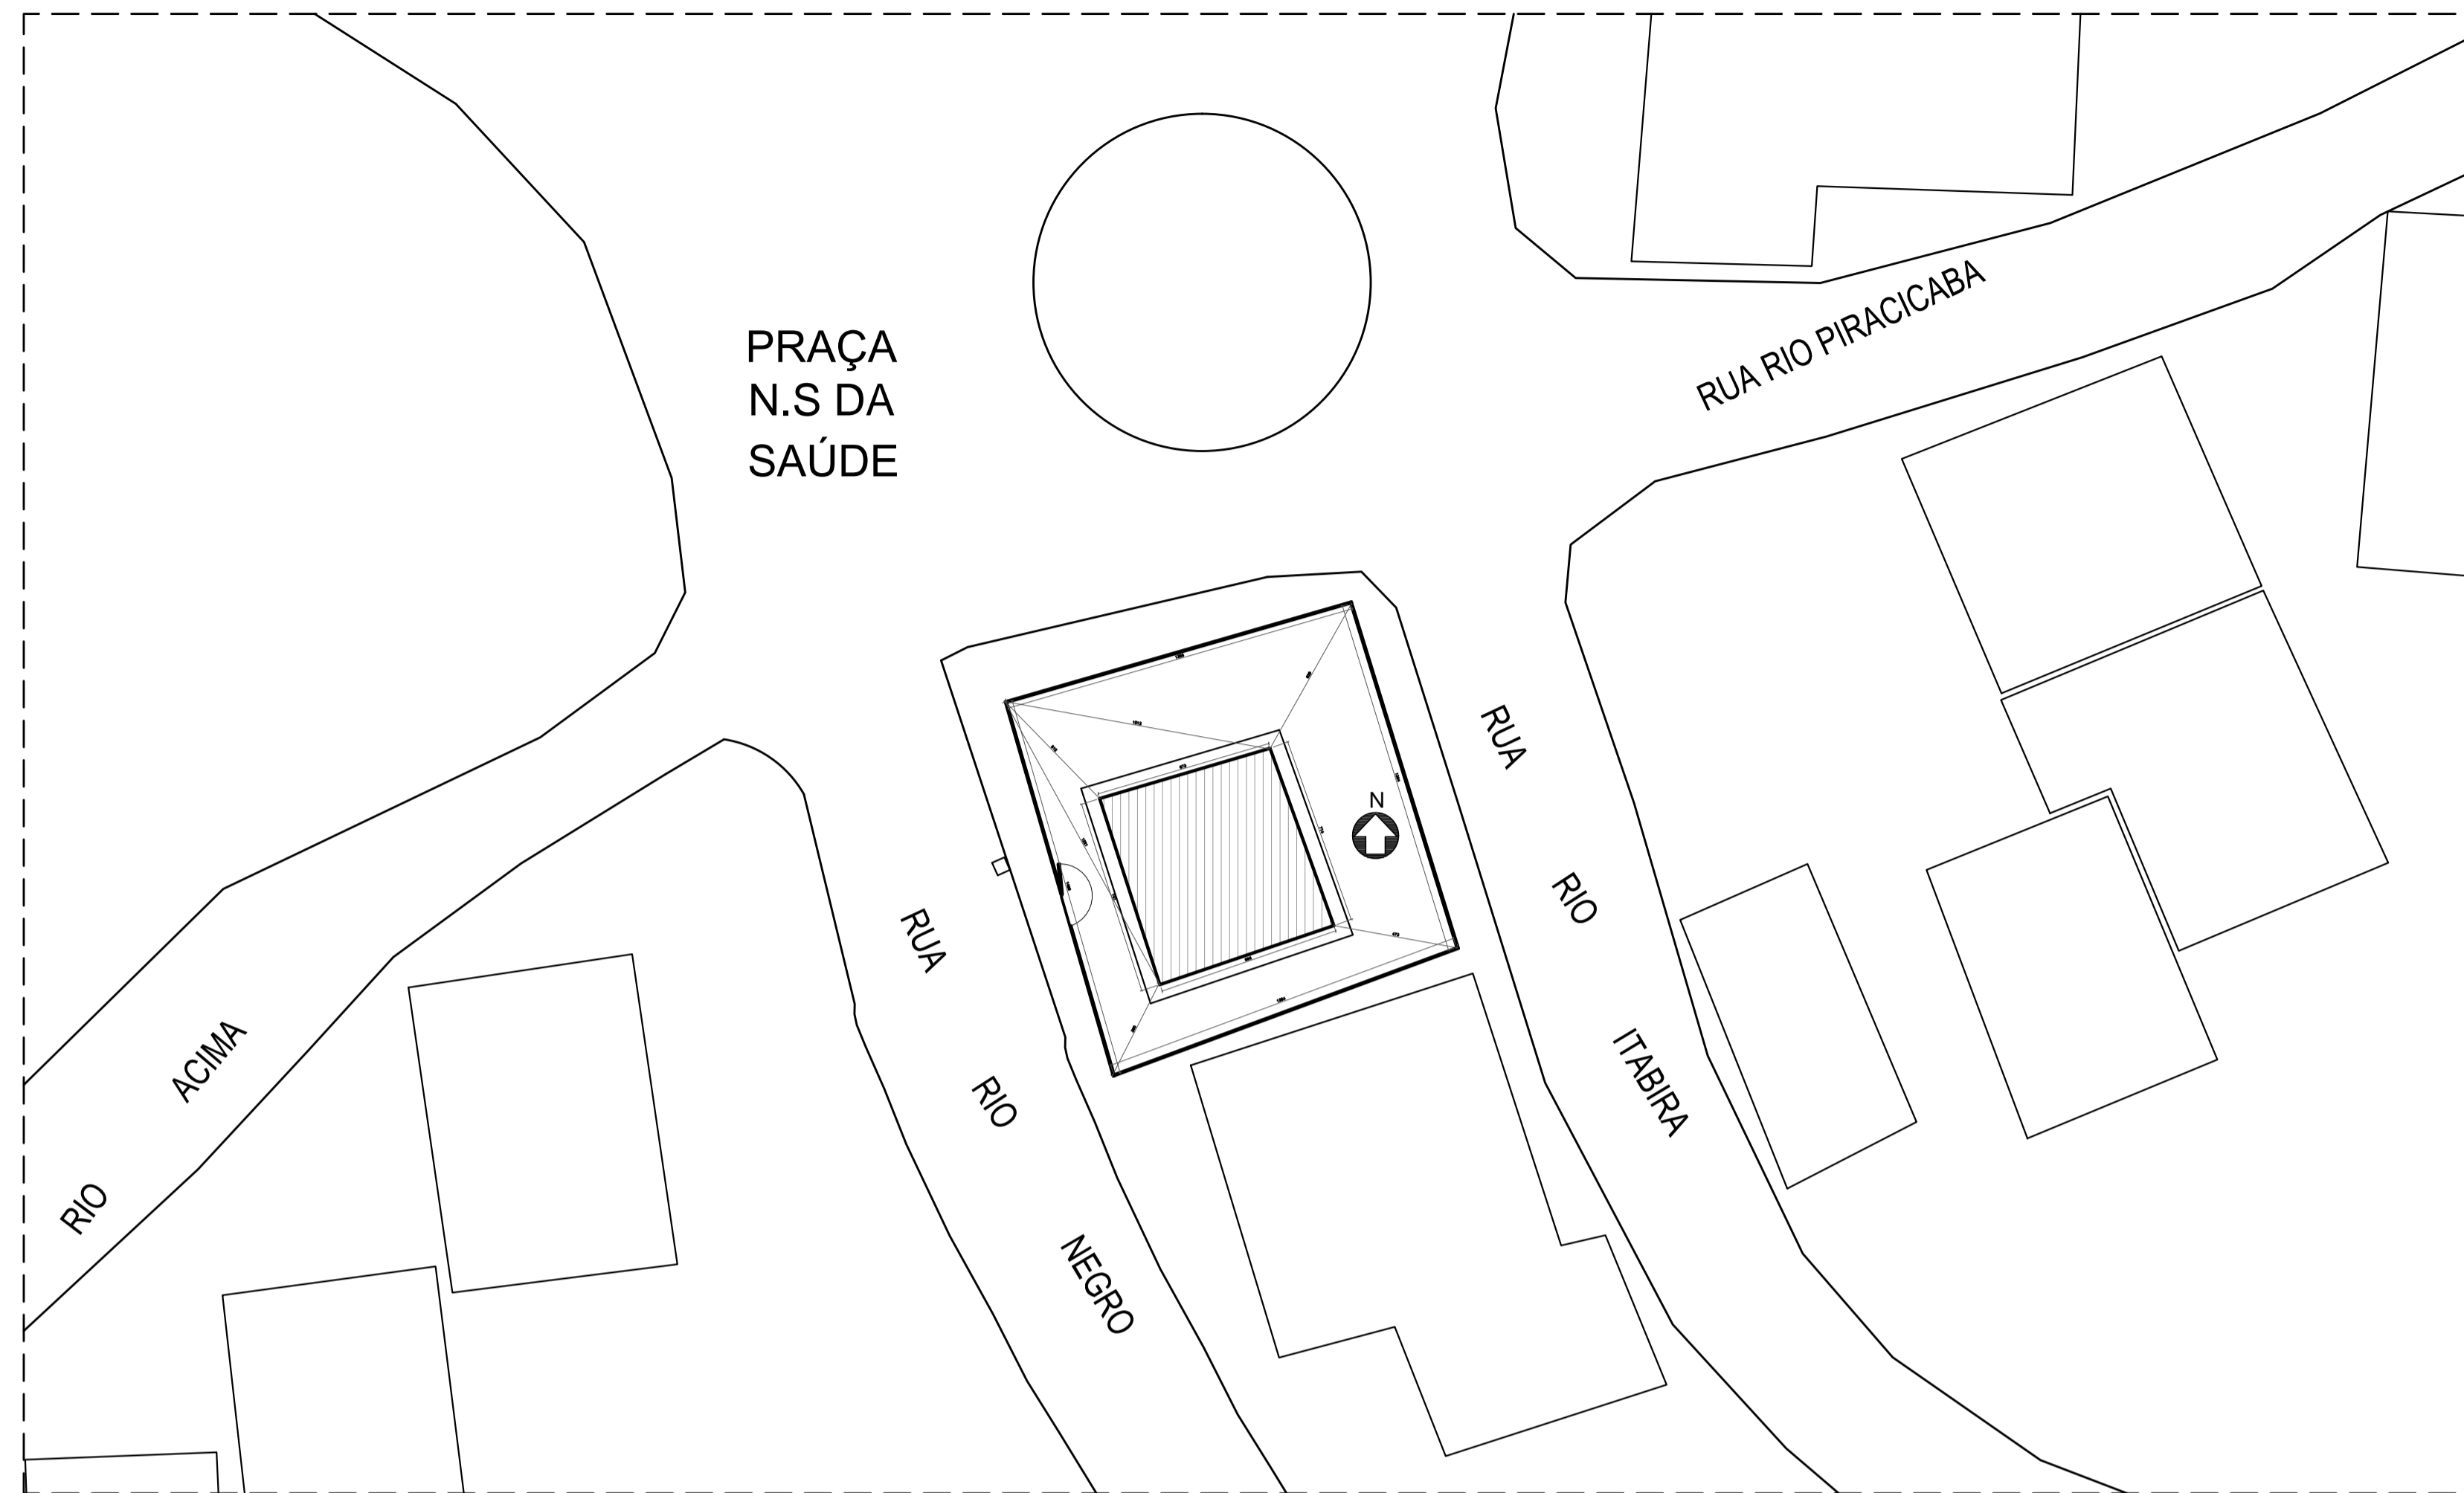 PRAÇA
N.S DA
SAÚDE
RUA RIO PIRACICABA
RUA
RIO
ITABIRA
N
RUA
RIO
NEGRO
RIO
ACIMA